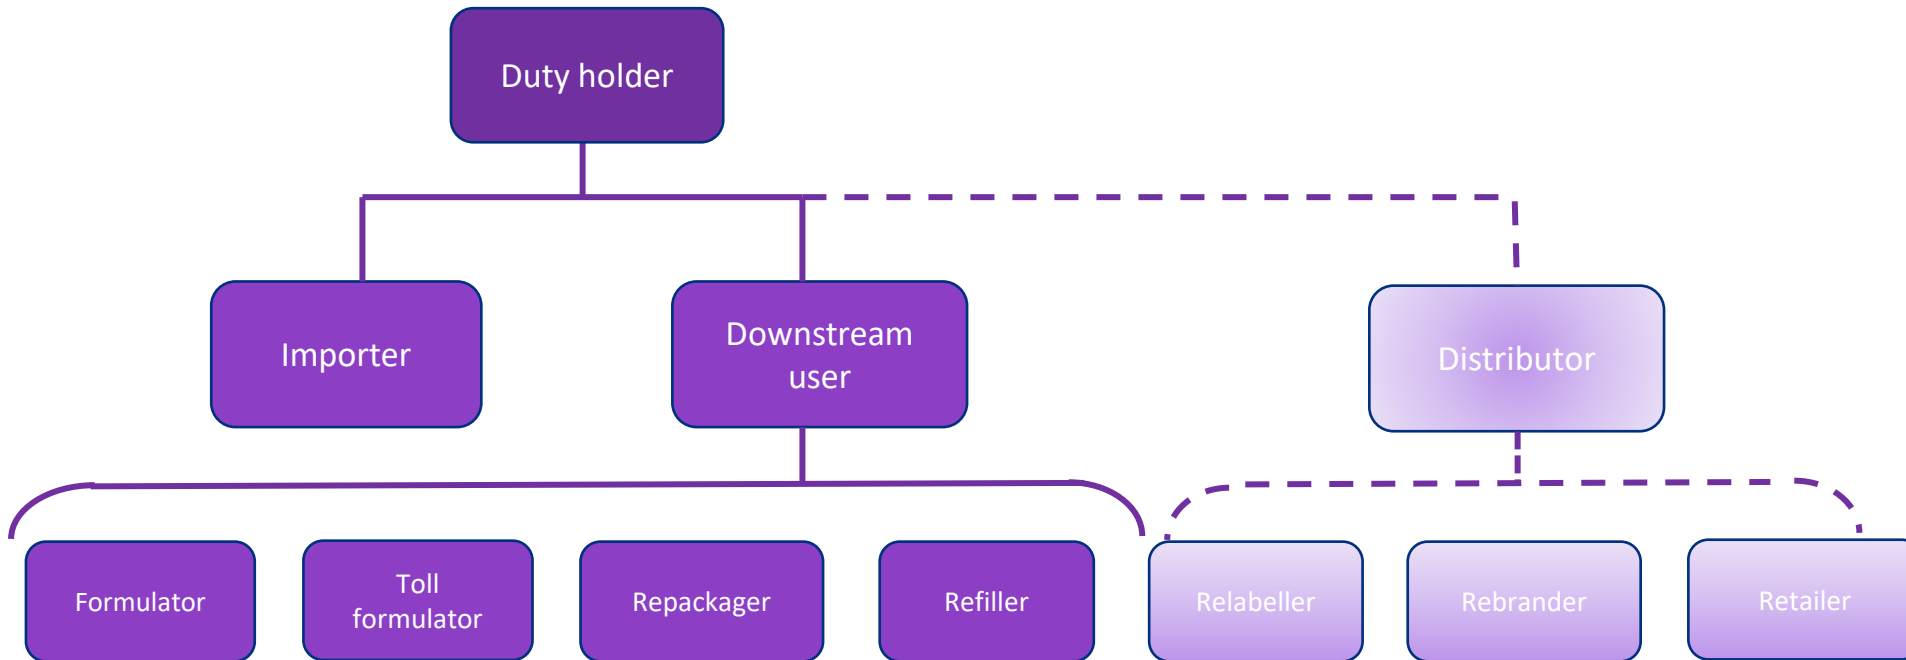 Duty holder
Importer
Downstream
user
Distributor
Formulator
Toll
formulator
Repackager
Refiller
Relabeller
Rebrander
Retailer